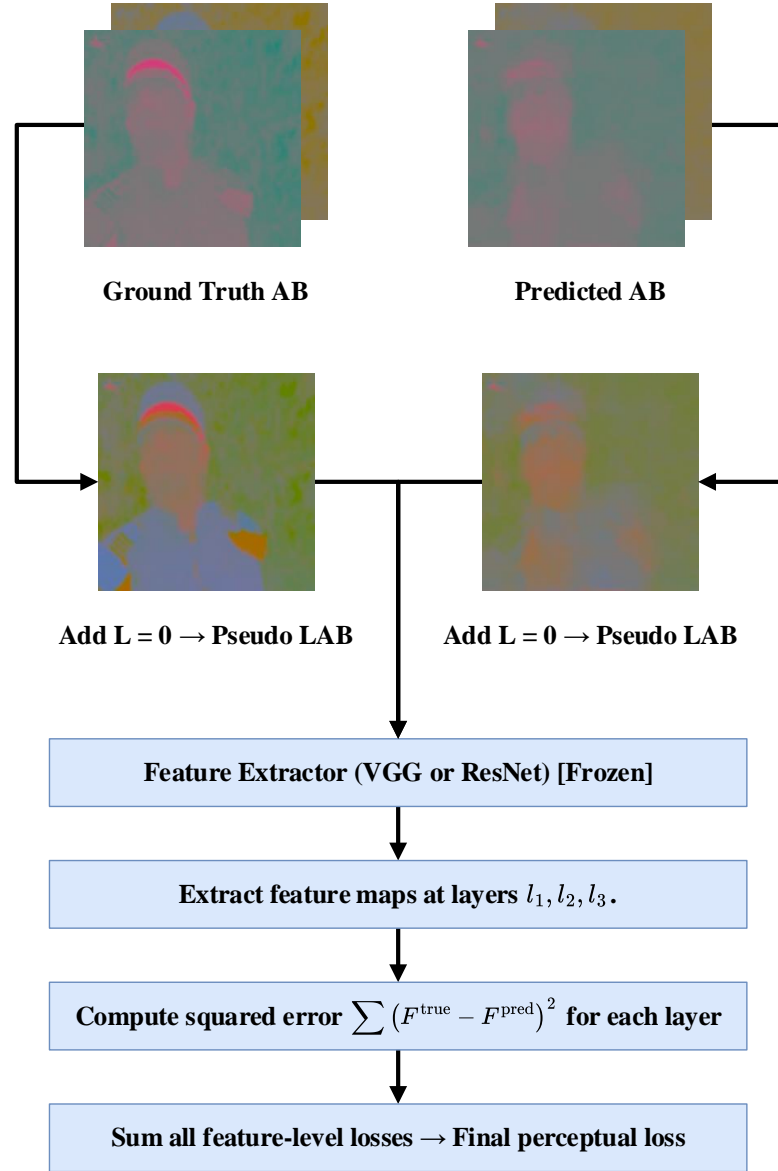 Ground Truth AB
Predicted AB
Add L = 0 → Pseudo LAB
Add L = 0 → Pseudo LAB
Feature Extractor (VGG or ResNet) [Frozen]
Extract feature maps at layers l₁, l₂, l₃.
Compute squared error ∑ (F^true − F^pred)² for each layer
Sum all feature-level losses → Final perceptual loss